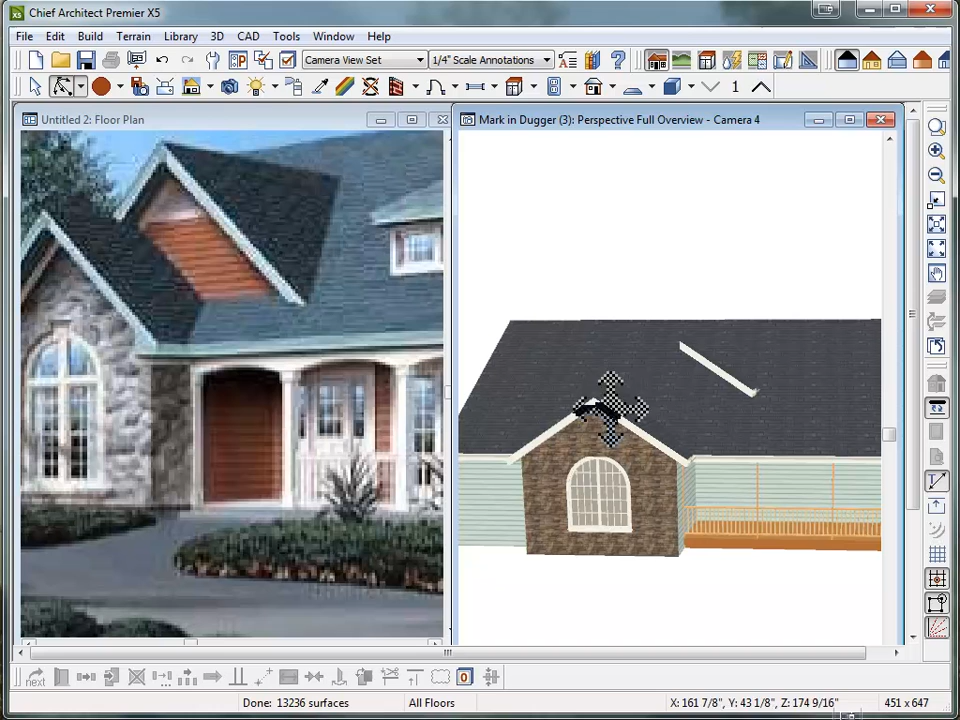 Chief Architect Premier X5
File Edit Build Terrain Library 3D CAD Tools Window Help
Camera View Set 1/4" Scale Annotations
1
Untitled 2: Floor Plan
Mark in Dugger (3): Perspective Full Overview - Camera 4
next
0
Done: 13236 surfaces All Floors X: 161 7/8", Y: 43 1/8", Z: 174 9/16" 451 x 647